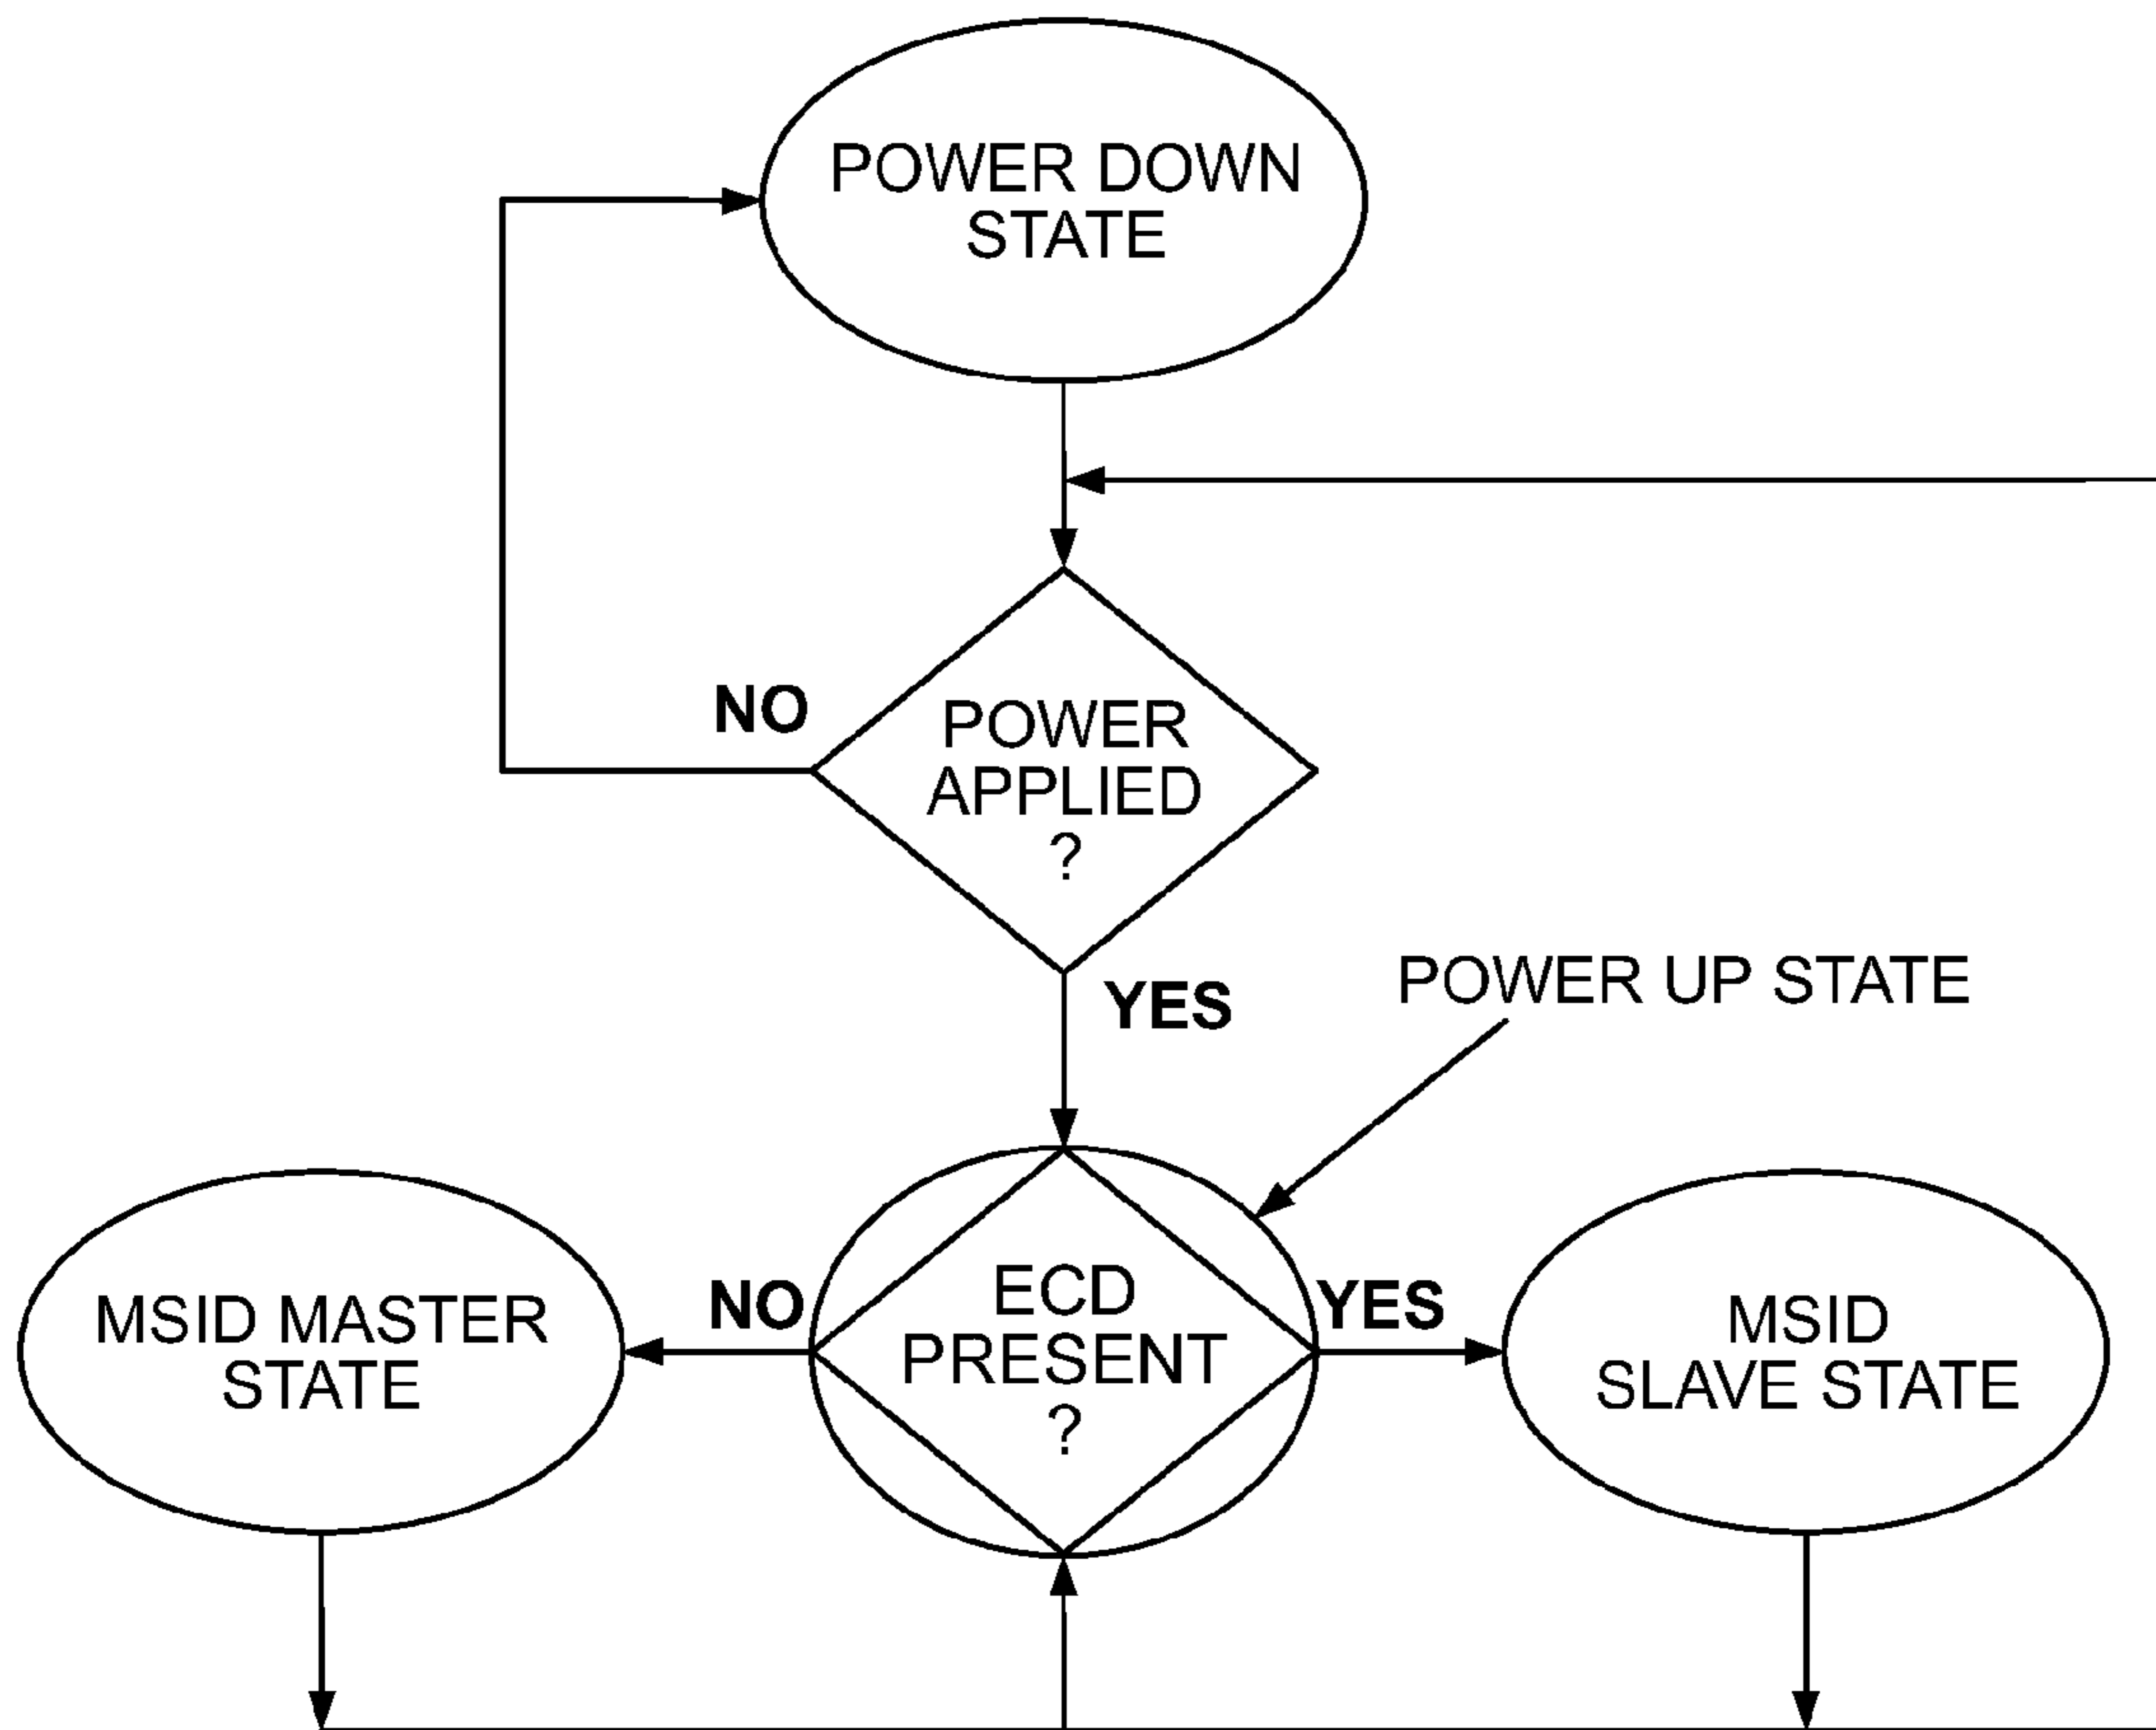 POWER DOWN
STATE
NO
POWER
APPLIED
?
YES
POWER UP STATE
MSID MASTER
STATE
NO
ECD
PRESENT
?
YES
MSID
SLAVE STATE